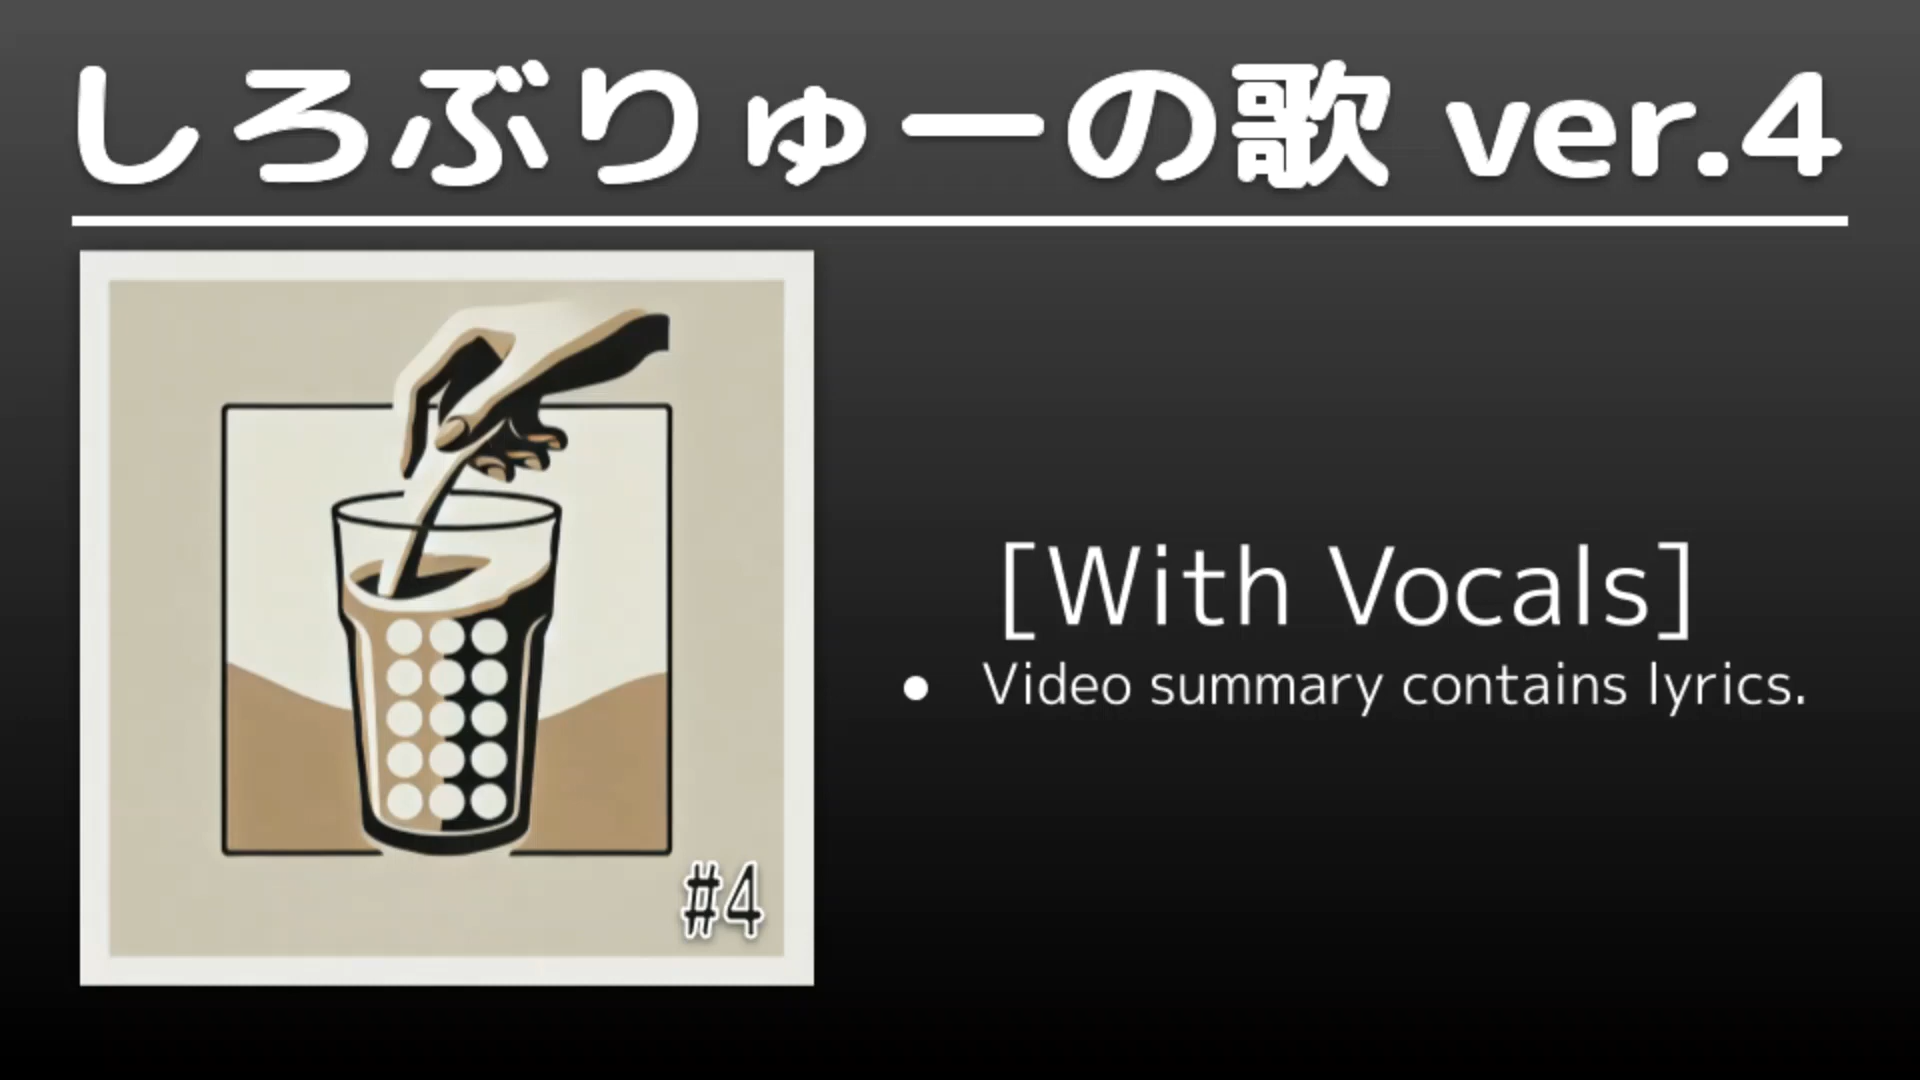 しろぶりゅーの歌 ver.4
#4
[With Vocals]
● Video summary contains lyrics.